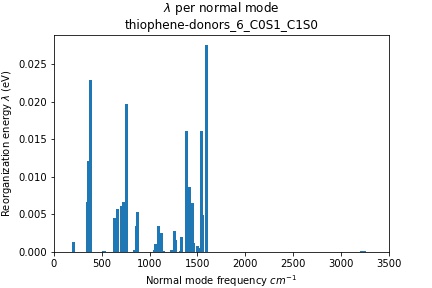 λ per normal mode
thiophene-donors_6_C0S1_C1S0
Reorganization energy λ (eV)
0.025
0.020
0.015
0.010
0.005
0.000
0 500 1000 1500 2000 2500 3000 3500
Normal mode frequency cm⁻¹